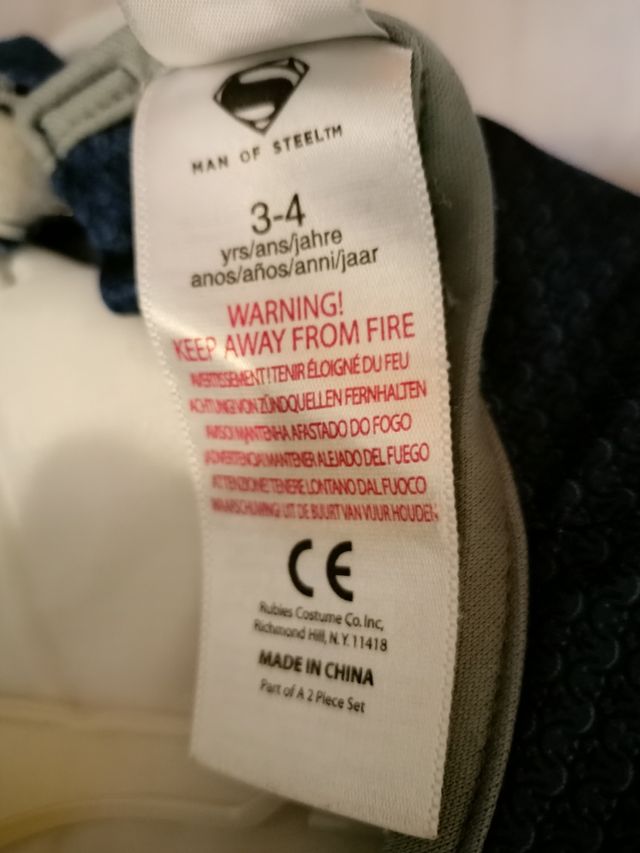 MAN OF STEEL™
3-4
yrs/ans/jahre
anos/años/anni/jaar
WARNING!
KEEP AWAY FROM FIRE
AVERTISSEMENT! TENIR ÉLOIGNÉ DU FEU
ACHTUNG! VON ZÜNDQUELLEN FERNHALTEN
AVISO! MANTENHA AFASTADO DO FOGO
¡ADVERTENCIA! MANTENER ALEJADO DEL FUEGO
ATTENZIONE! TENERE LONTANO DAL FUOCO
WAARSCHUWING! UIT DE BUURT VAN VUUR HOUDEN
CE
Rubies Costume Co. Inc,
Richmond Hill, N.Y. 11418
MADE IN CHINA
Part of A 2 Piece Set